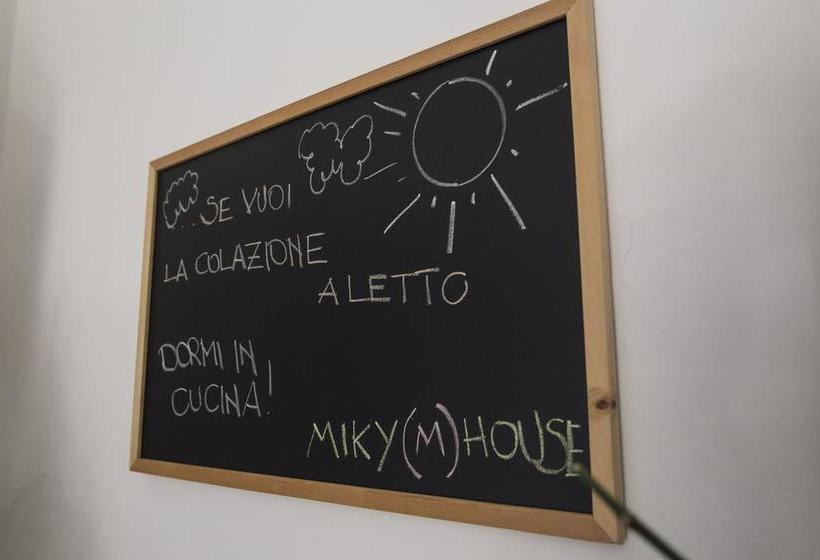 ..SE VUOI
LA COLAZIONE
A LETTO
DORMI IN
CUCINA!
MIKY(M)HOUSE